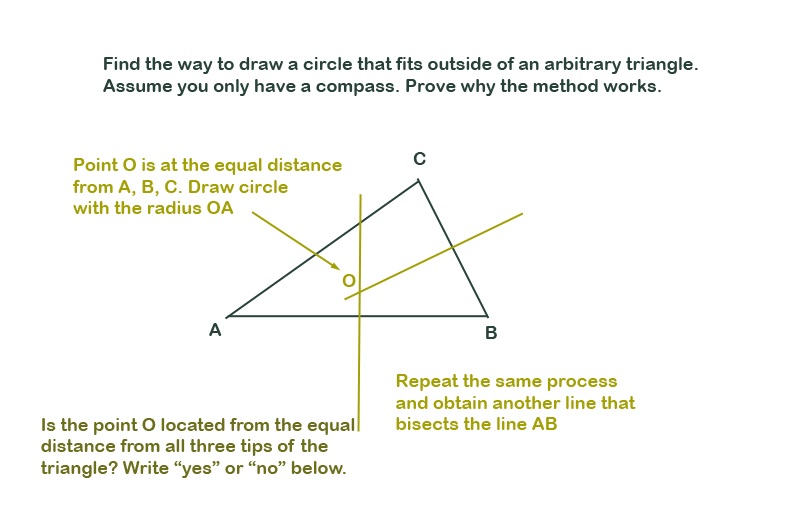 Find the way to draw a circle that fits outside of an arbitrary triangle.
Assume you only have a compass. Prove why the method works.
Point O is at the equal distance
from A, B, C. Draw circle
with the radius OA
C
O
A
B
Repeat the same process
and obtain another line that
bisects the line AB
Is the point O located from the equal
distance from all three tips of the
triangle? Write “yes” or “no” below.